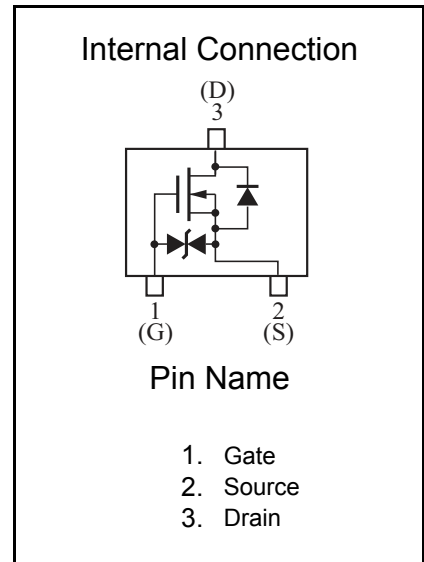 Internal Connection
(D)
3
1 2
(G) (S)
Pin Name
1. Gate
2. Source
3. Drain